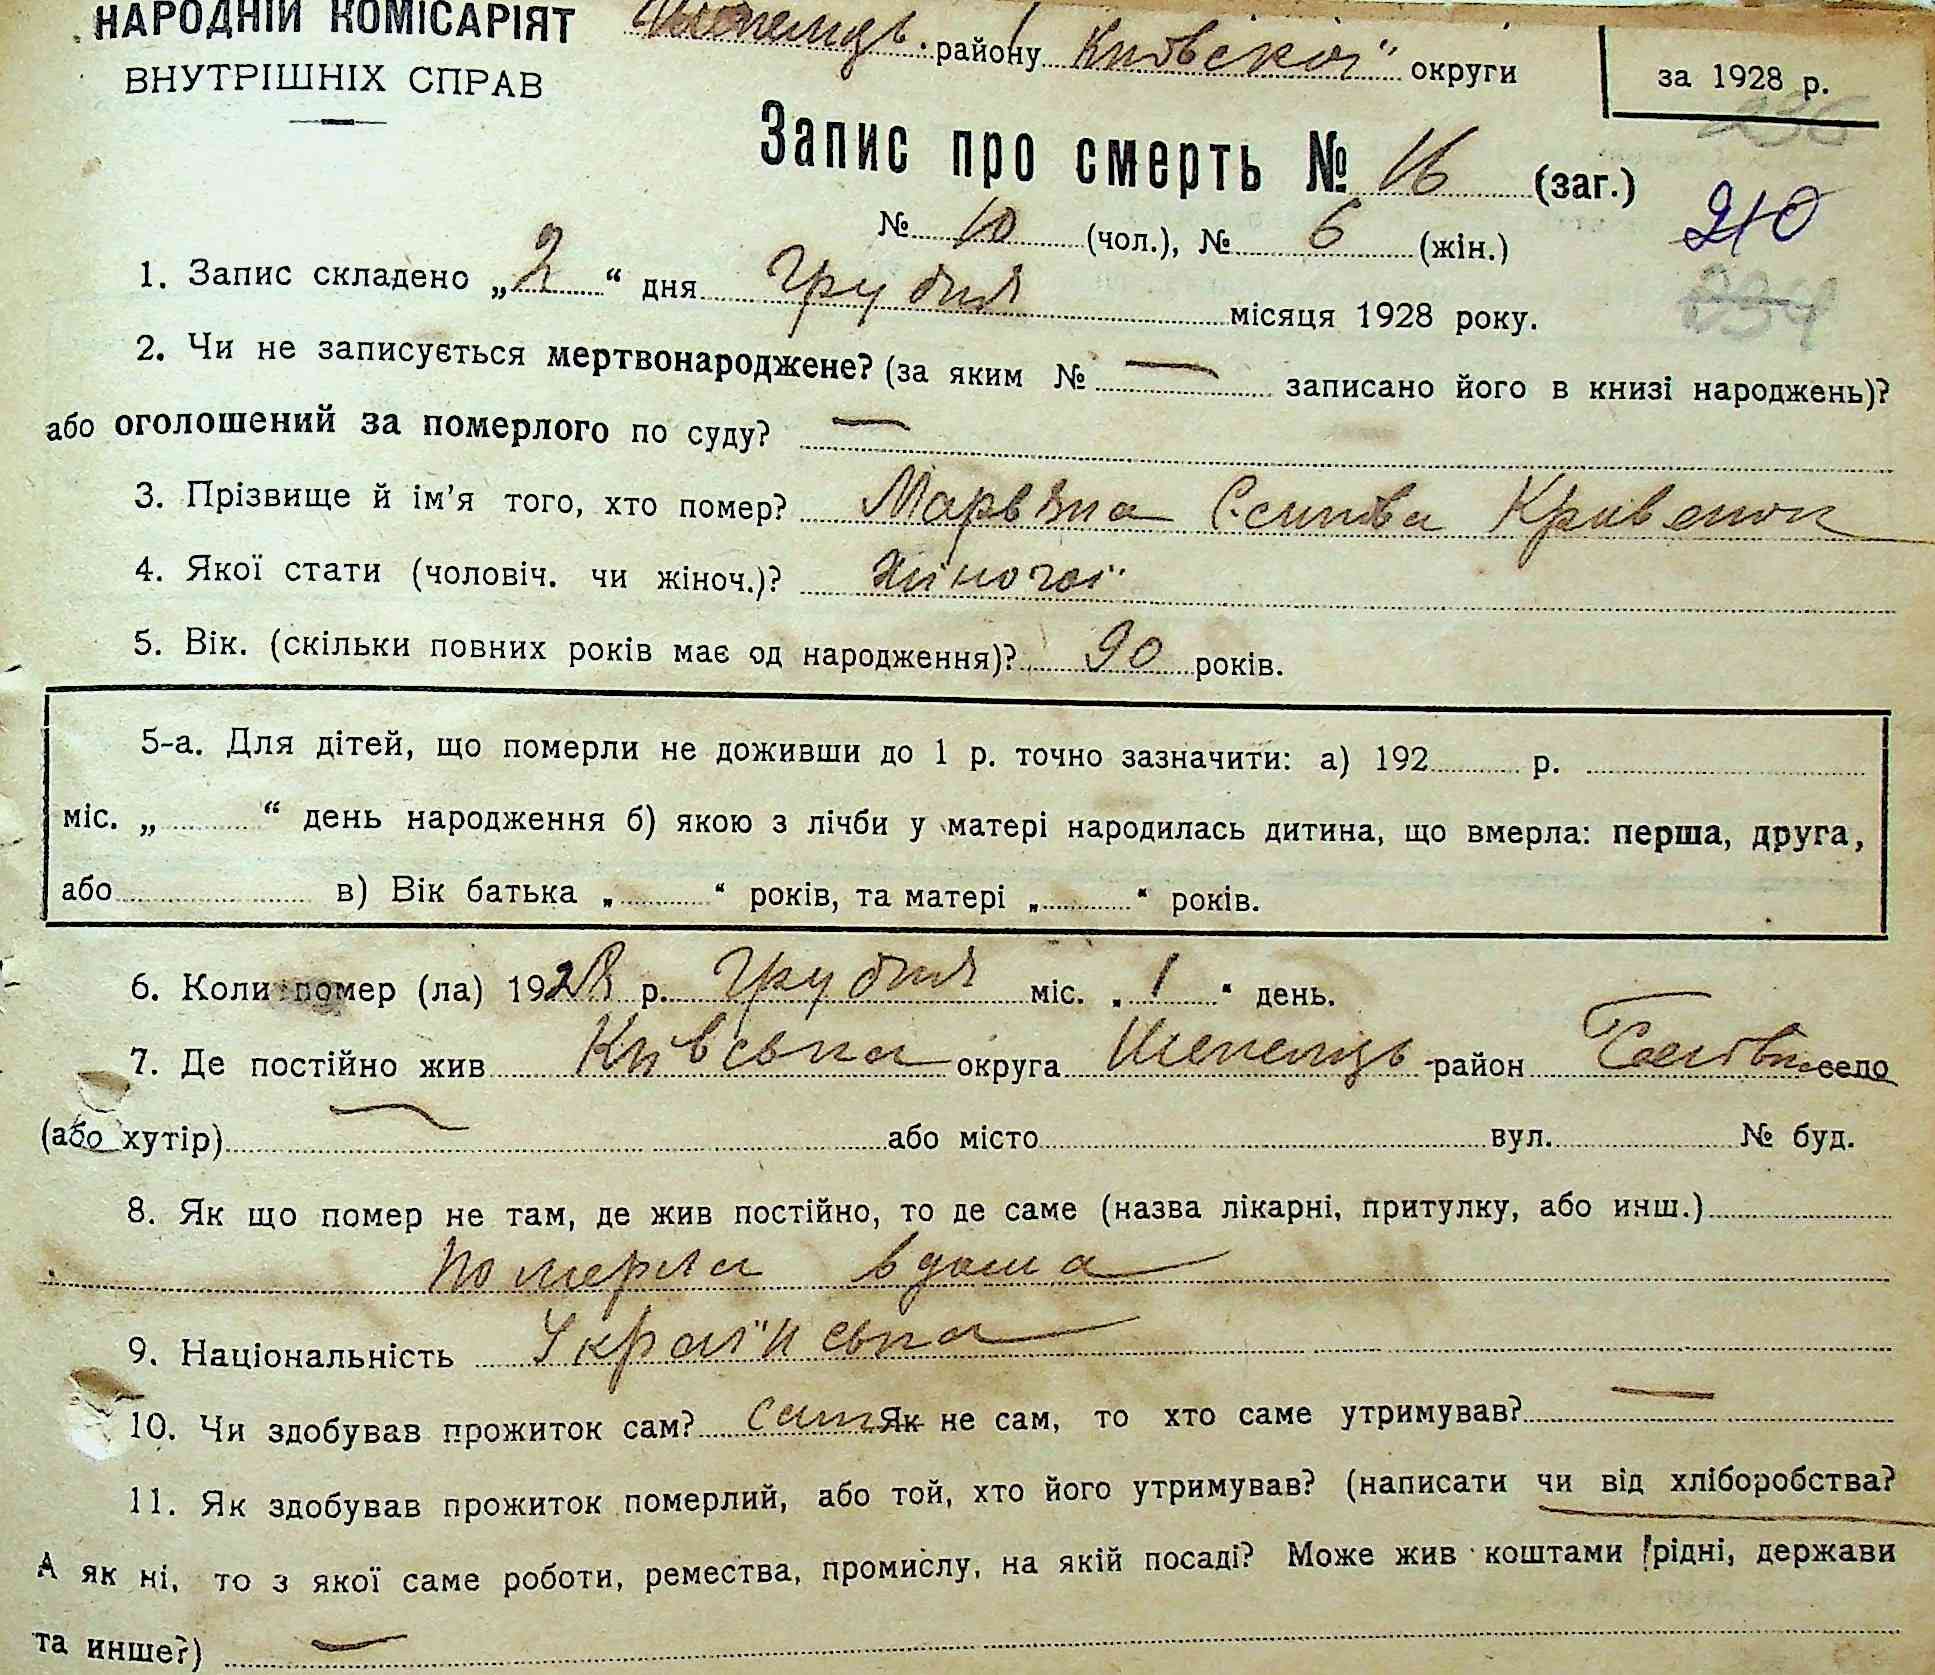 НАРОДНІЙ КОМІСАРІЯТ
ВНУТРІШНІХ СПРАВ
району Київської округи
за 1928 р.
Запис про смерть № 16 (заг.)
210
№ 10 (чол.), № 6 (жін.)
234
1. Запис складено „2“ дня Грудня місяця 1928 року.
2. Чи не записується мертвонароджене? (за яким № — записано його в книзі народжень)?
або оголошений за померлого по суду? —
3. Прізвище й ім'я того, хто помер?
4. Якої стати (чоловіч. чи жіноч.)? жіночої
5. Вік. (скільки повних років має од народження)? 90 років.
5-а. Для дітей, що померли не доживши до 1 р. точно зазначити: а) 192 р.
міс. „ “ день народження б) якою з лічби у матері народилась дитина, що вмерла: перша, друга,
або в) Вік батька „ “ років, та матері „ “ років.
6. Коли помер (ла) 1928 р. Грудня міс. „1“ день.
7. Де постійно жив Київська округа район село
(або хутір) — або місто вул. № буд.
8. Як що помер не там, де жив постійно, то де саме (назва лікарні, притулку, або инш.)
померла вдома
9. Національність Українська
10. Чи здобував прожиток сам? сам Як не сам, то хто саме утримував? —
11. Як здобував прожиток померлий, або той, хто його утримував? (написати чи від хліборобства?
А як ні, то з якої саме роботи, ремества, промислу, на якій посаді? Може жив коштами рідні, держави
та инше?) —